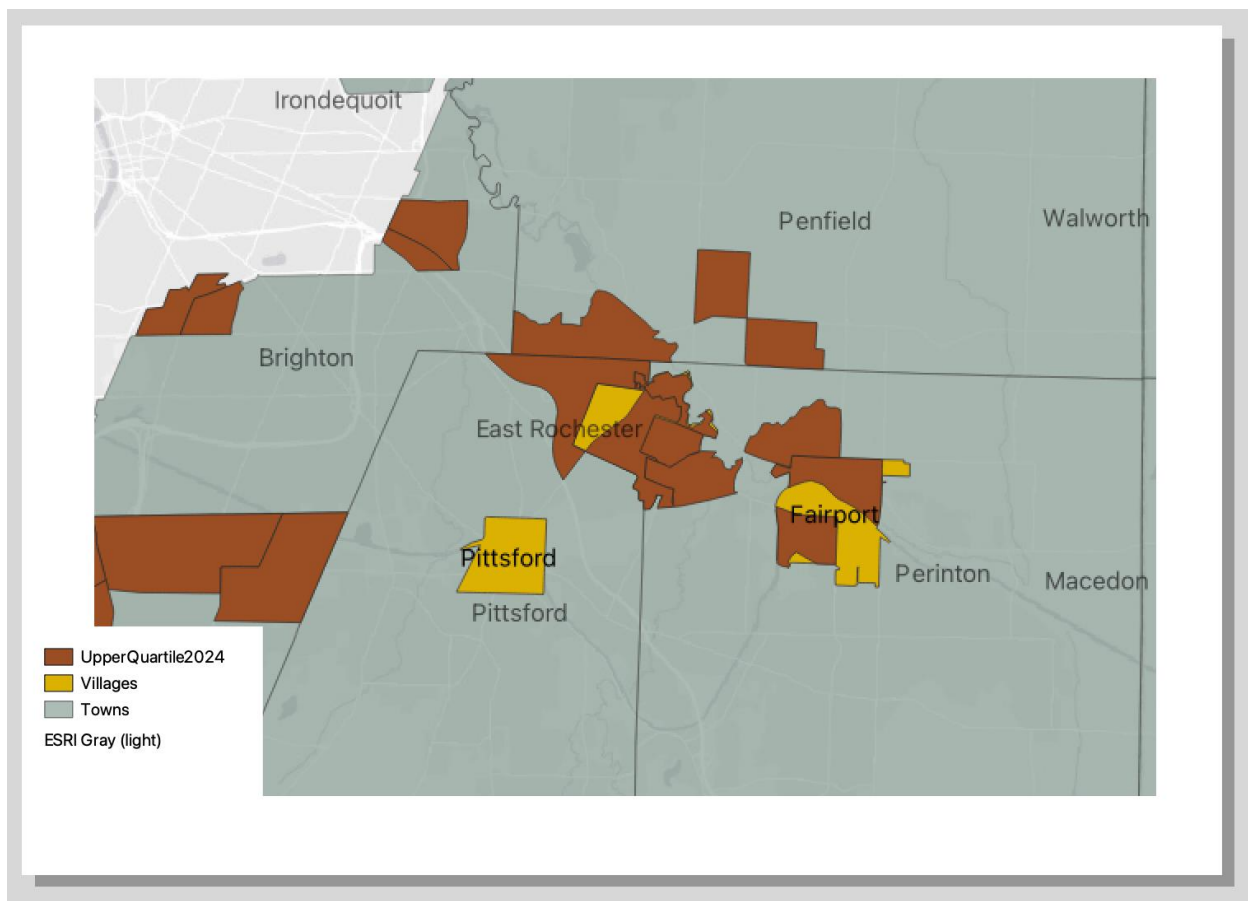 Irondequoit
Penfield
Walworth
Brighton
East Rochester
Fairport
Pittsford
Perinton
Macedon
Pittsford
UpperQuartile2024
Villages
Towns
ESRI Gray (light)